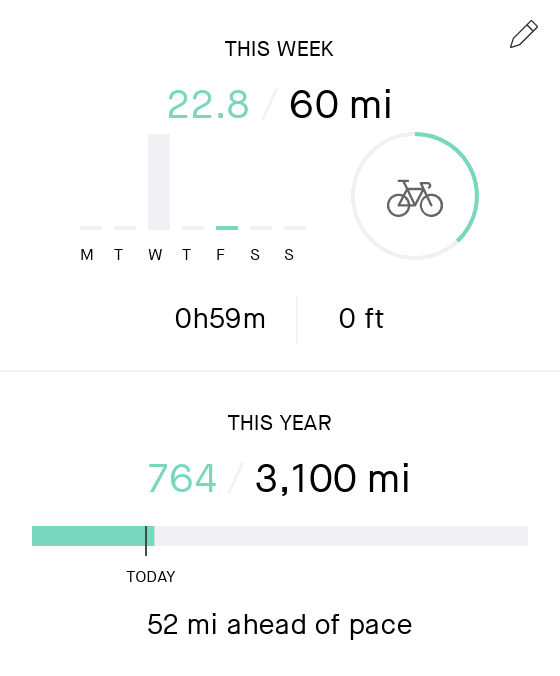 THIS WEEK
22.8 / 60 mi
M T W T F S S
0h59m 0 ft
THIS YEAR
764 / 3,100 mi
TODAY
52 mi ahead of pace